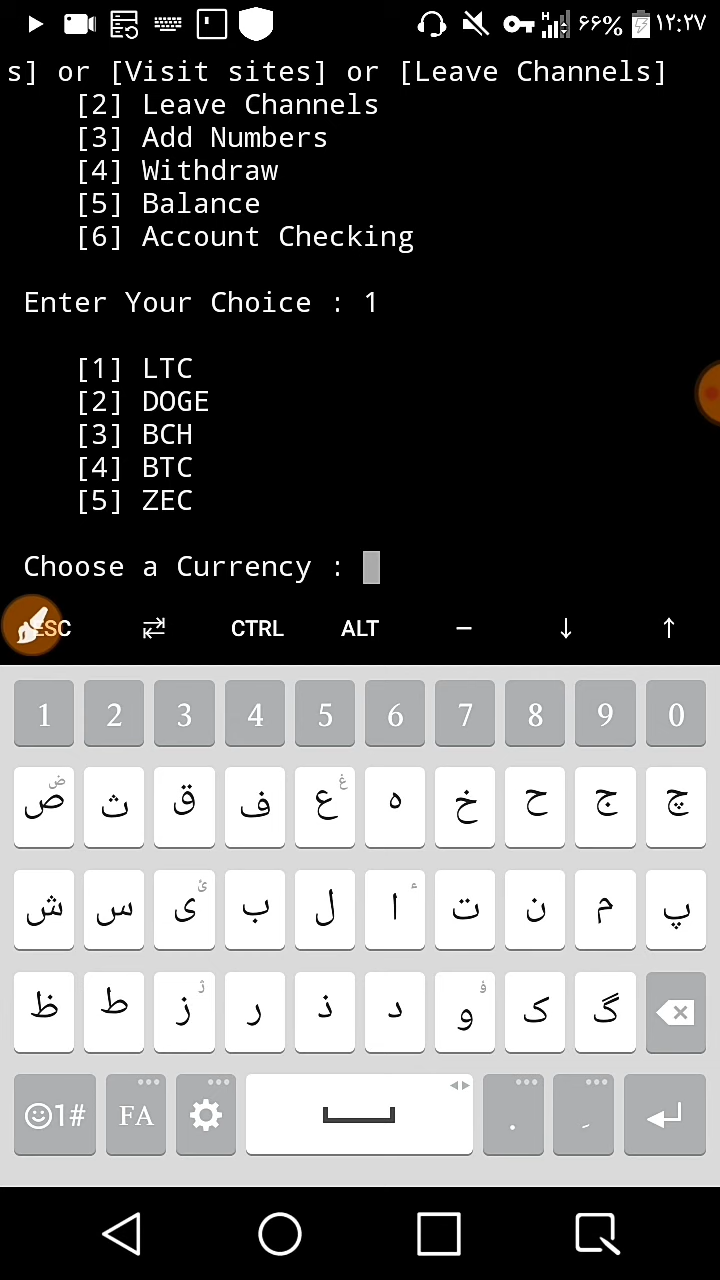 ۶۶% ۱۲:۲۷
s] or [Visit sites] or [Leave Channels]
[2] Leave Channels
[3] Add Numbers
[4] Withdraw
[5] Balance
[6] Account Checking
Enter Your Choice : 1
[1] LTC
[2] DOGE
[3] BCH
[4] BTC
[5] ZEC
Choose a Currency :
ESC CTRL ALT – ↓ ↑
1 2 3 4 5 6 7 8 9 0
ض غ
ص ث ق ف ع ه خ ح ج چ
ئ ء
ش س ی ب ل ا ت ن م پ
ژ ؤ
ظ ط ز ر ذ د و ک گ
1# FA .